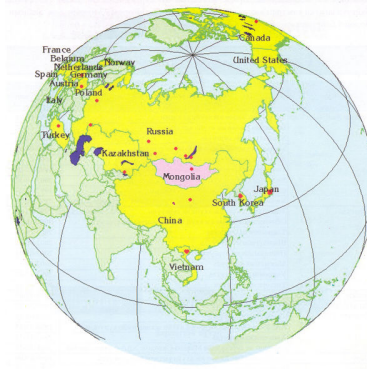 Canada
United States
France
Belgium
Netherlands
Norway
Spain
Germany
Austria
Poland
Italy
Turkey
Russia
Kazakhstan
Mongolia
Japan
South Korea
China
Vietnam